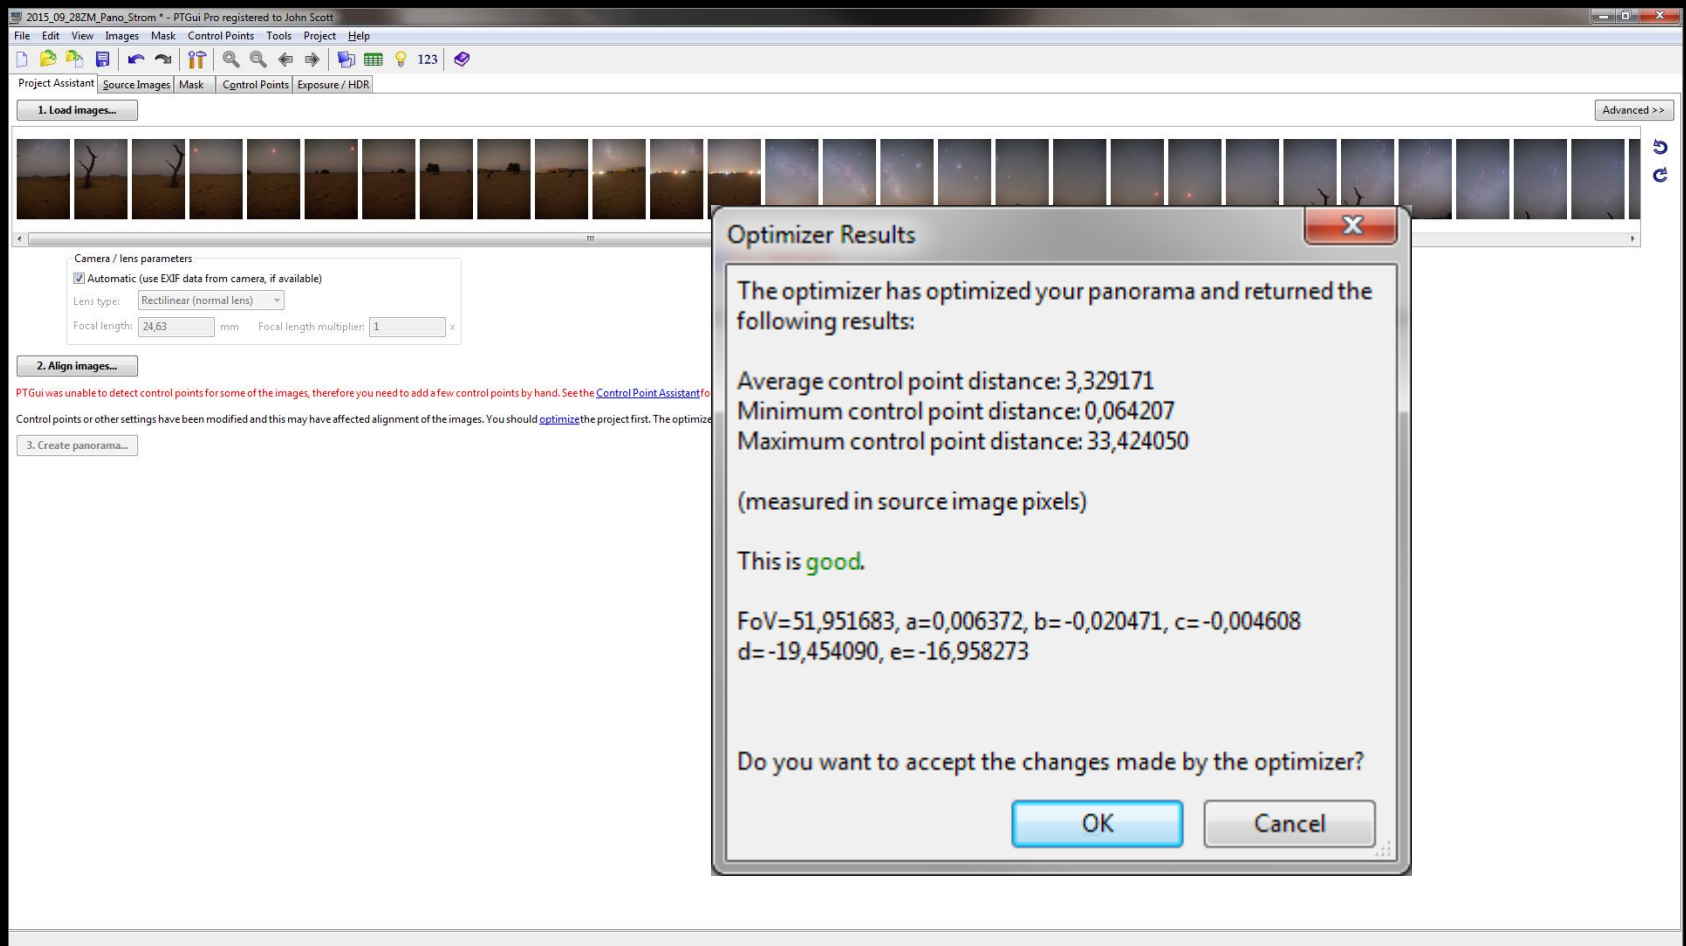 2015_09_28ZM_Pano_Strom * - PTGui Pro registered to John Scott
File Edit View Images Mask Control Points Tools Project Help
123
Project Assistant Source Images Mask Control Points Exposure / HDR
1. Load images...
Advanced >>
Camera / lens parameters
Automatic (use EXIF data from camera, if available)
Lens type: Rectilinear (normal lens)
Focal length: 24,63 mm Focal length multiplier: 1 x
2. Align images...
PTGui was unable to detect control points for some of the images, therefore you need to add a few control points by hand. See the Control Point Assistant fo
Control points or other settings have been modified and this may have affected alignment of the images. You should optimize the project first. The optimize
3. Create panorama...
Optimizer Results
The optimizer has optimized your panorama and returned the
following results:
Average control point distance: 3,329171
Minimum control point distance: 0,064207
Maximum control point distance: 33,424050
(measured in source image pixels)
This is good.
FoV=51,951683, a=0,006372, b=-0,020471, c=-0,004608
d=-19,454090, e=-16,958273
Do you want to accept the changes made by the optimizer?
OK Cancel